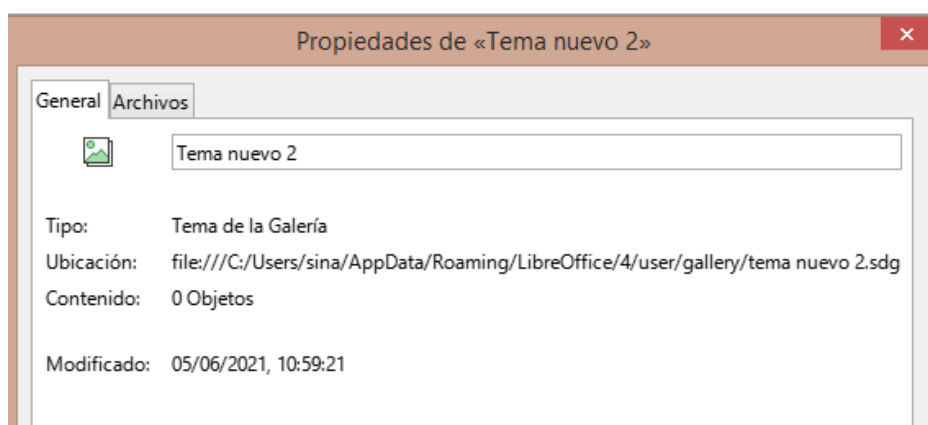 Propiedades de «Tema nuevo 2»
General Archivos
Tema nuevo 2
Tipo: Tema de la Galería
Ubicación: file:///C:/Users/sina/AppData/Roaming/LibreOffice/4/user/gallery/tema nuevo 2.sdg
Contenido: 0 Objetos
Modificado: 05/06/2021, 10:59:21